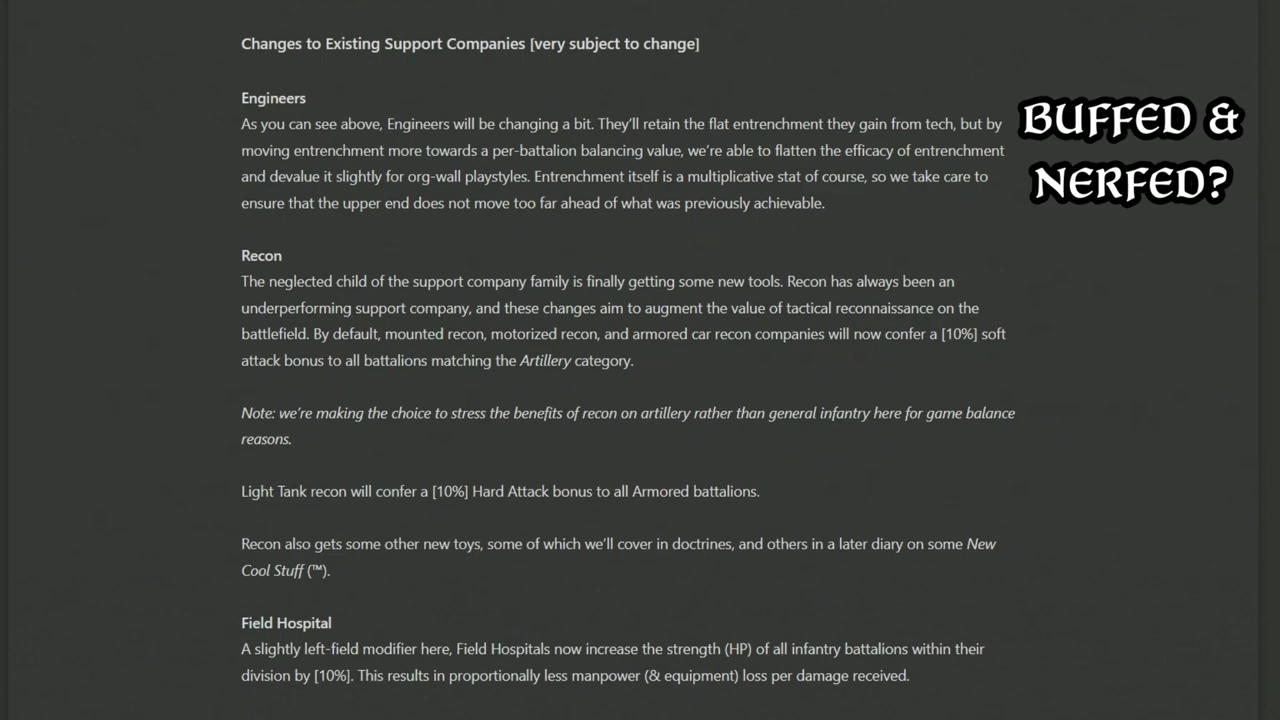 Changes to Existing Support Companies [very subject to change]
Engineers
As you can see above, Engineers will be changing a bit. They’ll retain the flat entrenchment they gain from tech, but by
moving entrenchment more towards a per-battalion balancing value, we’re able to flatten the efficacy of entrenchment
and devalue it slightly for org-wall playstyles. Entrenchment itself is a multiplicative stat of course, so we take care to
ensure that the upper end does not move too far ahead of what was previously achievable.
BUFFED &
NERFED?
Recon
The neglected child of the support company family is finally getting some new tools. Recon has always been an
underperforming support company, and these changes aim to augment the value of tactical reconnaissance on the
battlefield. By default, mounted recon, motorized recon, and armored car recon companies will now confer a [10%] soft
attack bonus to all battalions matching the Artillery category.
Note: we’re making the choice to stress the benefits of recon on artillery rather than general infantry here for game balance
reasons.
Light Tank recon will confer a [10%] Hard Attack bonus to all Armored battalions.
Recon also gets some other new toys, some of which we’ll cover in doctrines, and others in a later diary on some New
Cool Stuff (™).
Field Hospital
A slightly left-field modifier here, Field Hospitals now increase the strength (HP) of all infantry battalions within their
division by [10%]. This results in proportionally less manpower (& equipment) loss per damage received.